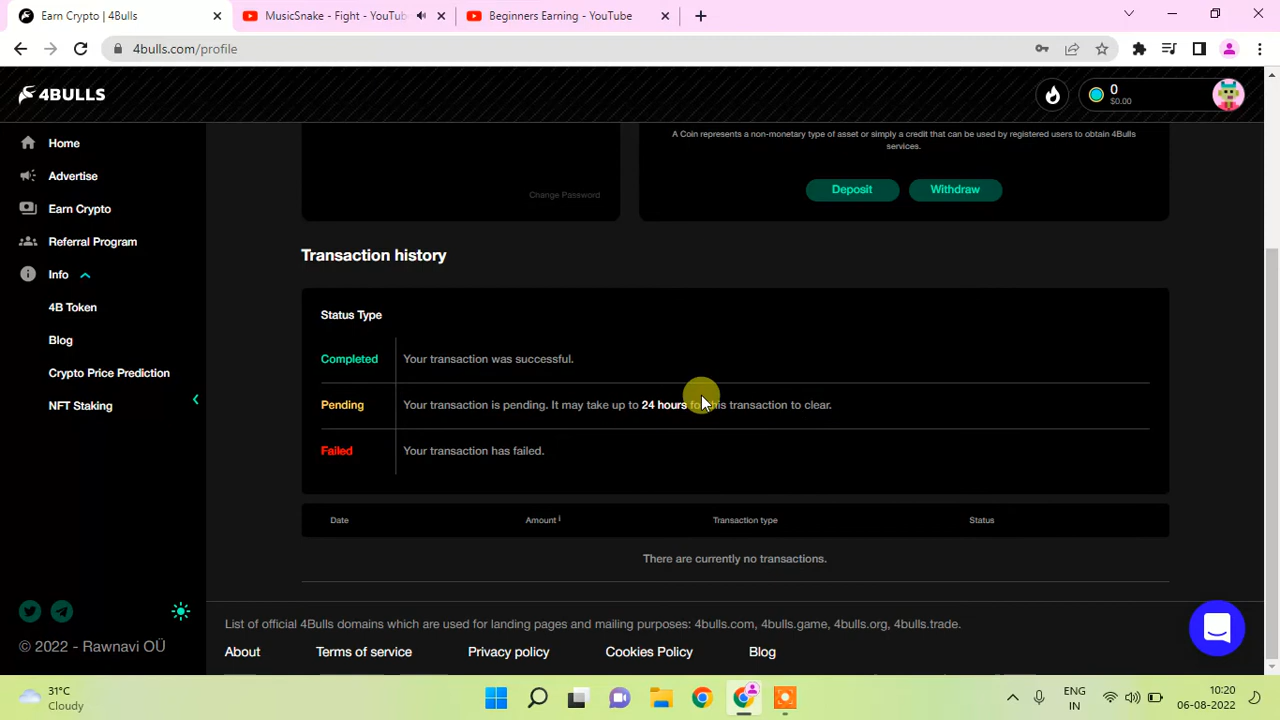 Earn Crypto | 4Bulls
MusicSnake - Fight - YouTub
Beginners Earning - YouTube
4bulls.com/profile
4BULLS
0
$0.00
Home
Advertise
Earn Crypto
Referral Program
Info
4B Token
Blog
Crypto Price Prediction
NFT Staking
© 2022 - Rawnavi OÜ
A Coin represents a non-monetary type of asset or simply a credit that can be used by registered users to obtain 4Bulls
services.
Change Password
Deposit
Withdraw
Transaction history
Status Type
Completed
Your transaction was successful.
Pending
Your transaction is pending. It may take up to 24 hours for this transaction to clear.
Failed
Your transaction has failed.
Date
Amount i
Transaction type
Status
There are currently no transactions.
List of official 4Bulls domains which are used for landing pages and mailing purposes: 4bulls.com, 4bulls.game, 4bulls.org, 4bulls.trade.
About
Terms of service
Privacy policy
Cookies Policy
Blog
31°C
Cloudy
ENG
IN
10:20
06-08-2022